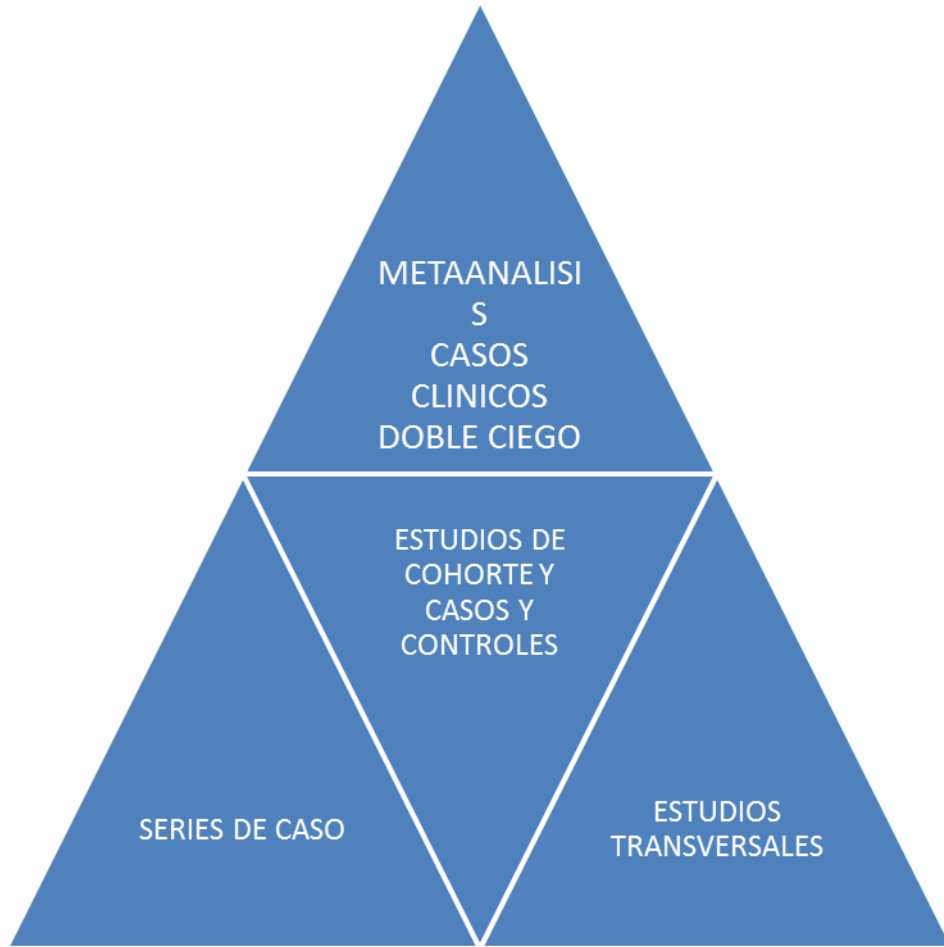 METAANALISI
S
CASOS
CLINICOS
DOBLE CIEGO
ESTUDIOS DE
COHORTE Y
CASOS Y
CONTROLES
SERIES DE CASO
ESTUDIOS
TRANSVERSALES